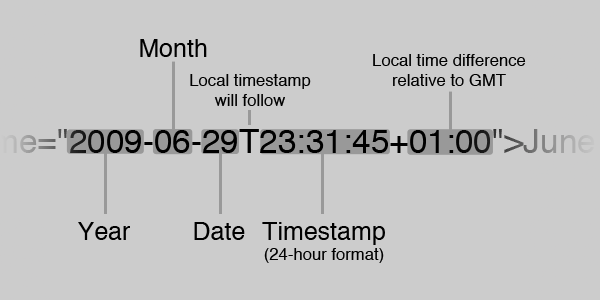 Month
Local time difference
relative to GMT
Local timestamp
will follow
ne="2009-06-29T23:31:45+01:00">June
Year
Date
Timestamp
(24-hour format)